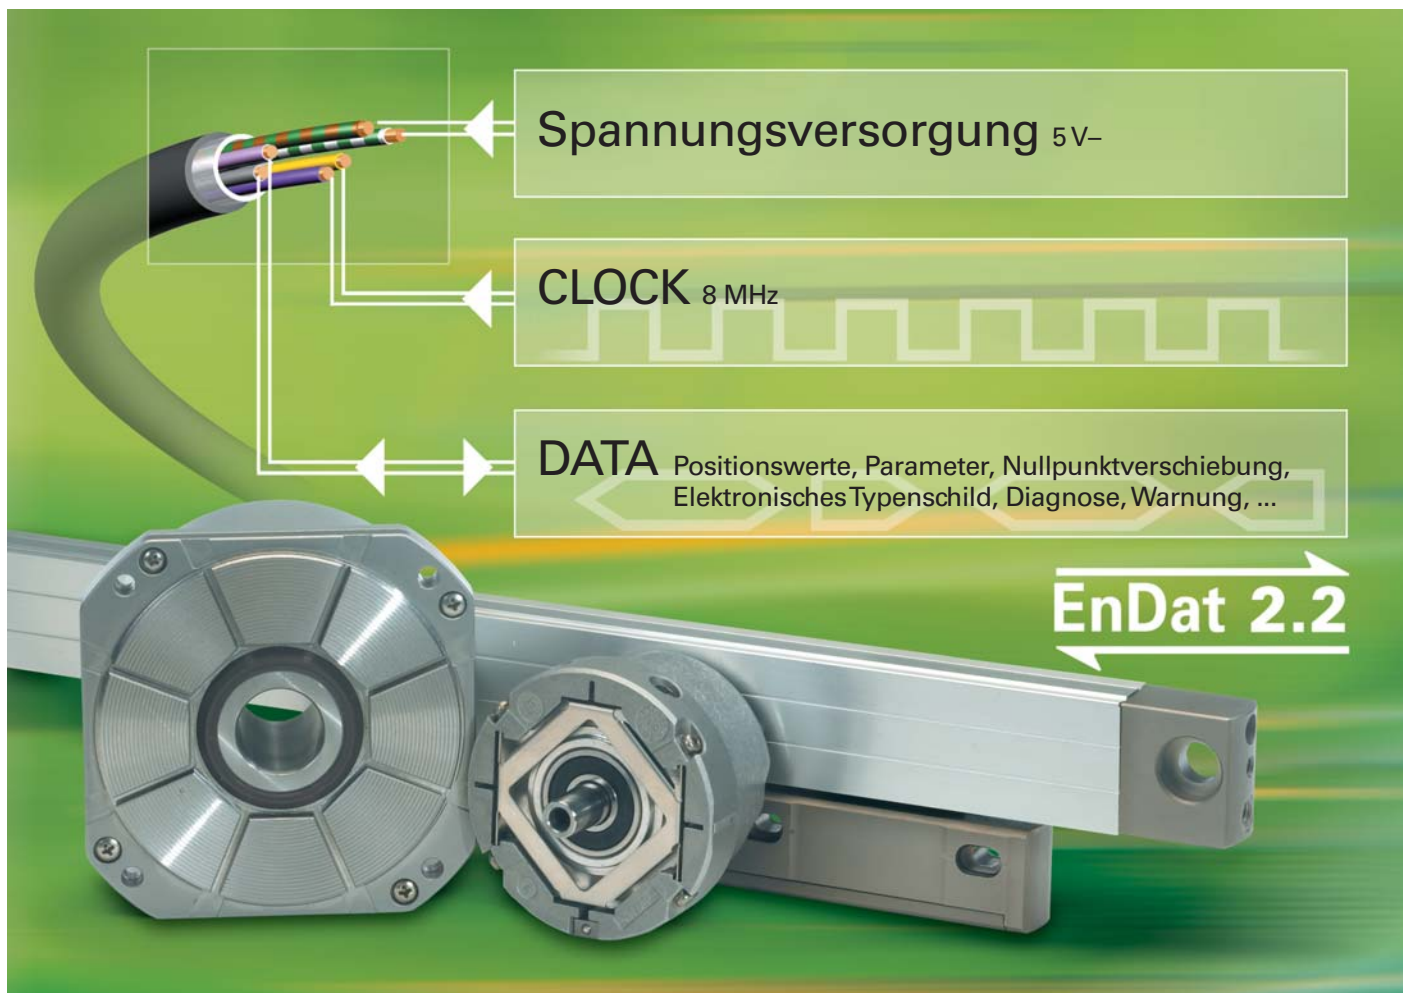 Spannungsversorgung 5 V–
CLOCK 8 MHz
DATA Positionswerte, Parameter, Nullpunktverschiebung,
Elektronisches Typenschild, Diagnose, Warnung, ...
EnDat 2.2